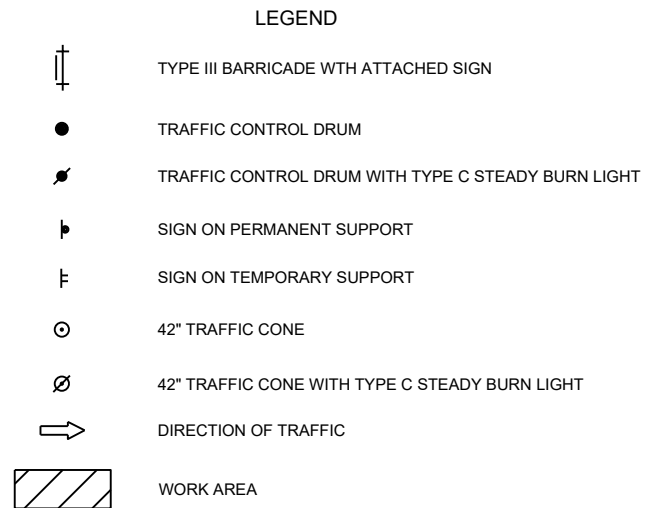 LEGEND
TYPE III BARRICADE WTH ATTACHED SIGN
TRAFFIC CONTROL DRUM
TRAFFIC CONTROL DRUM WITH TYPE C STEADY BURN LIGHT
SIGN ON PERMANENT SUPPORT
SIGN ON TEMPORARY SUPPORT
42" TRAFFIC CONE
42" TRAFFIC CONE WITH TYPE C STEADY BURN LIGHT
DIRECTION OF TRAFFIC
WORK AREA